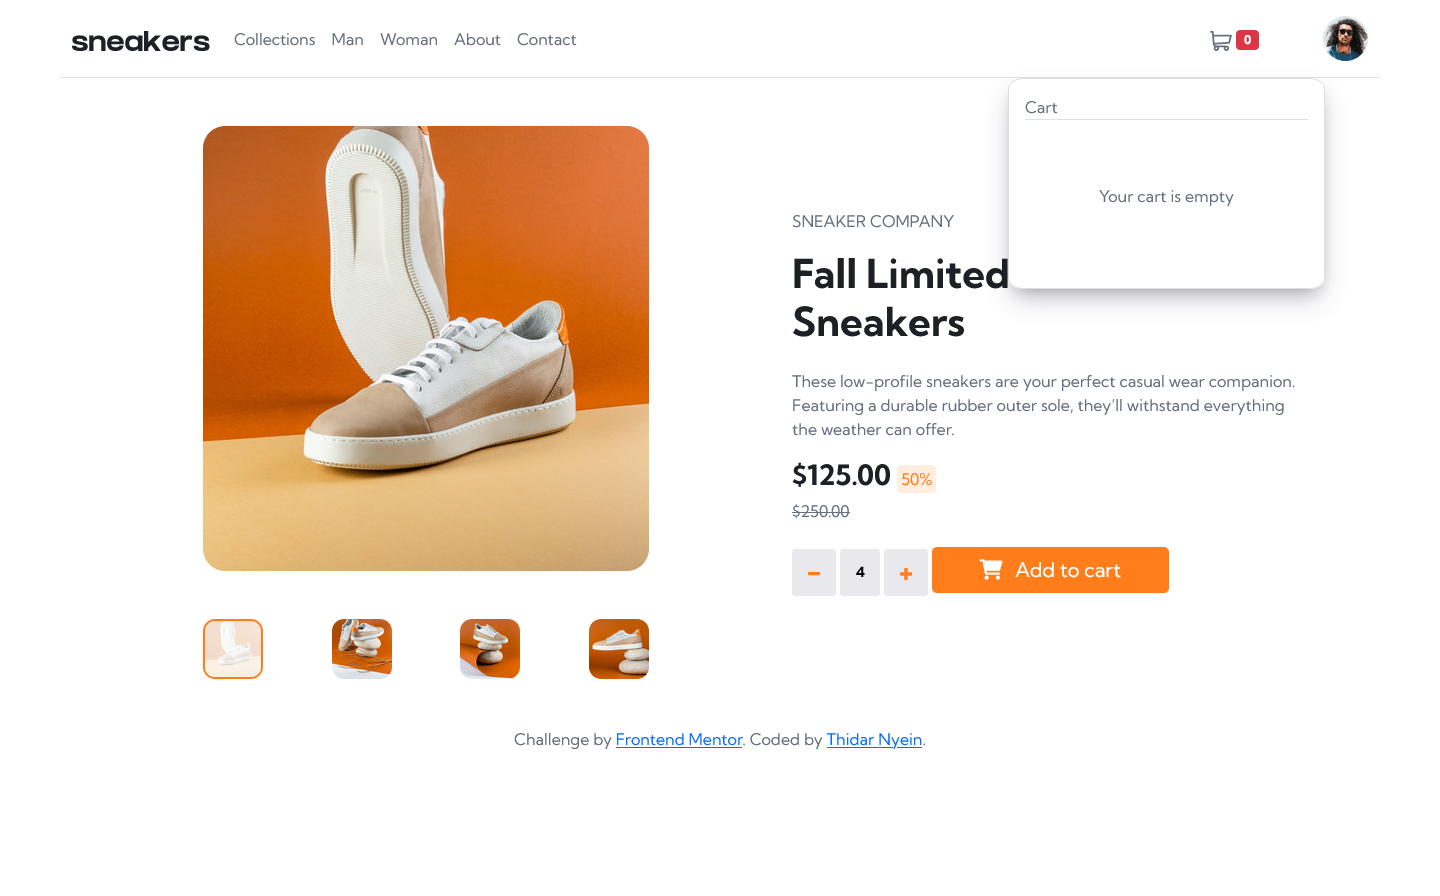 sneakers Collections Man Woman About Contact 0
Cart
Your cart is empty
SNEAKER COMPANY
Fall Limited
Sneakers
These low-profile sneakers are your perfect casual wear companion.
Featuring a durable rubber outer sole, they’ll withstand everything
the weather can offer.
$125.00 50%
$250.00
− 4 + Add to cart
Challenge by Frontend Mentor. Coded by Thidar Nyein.